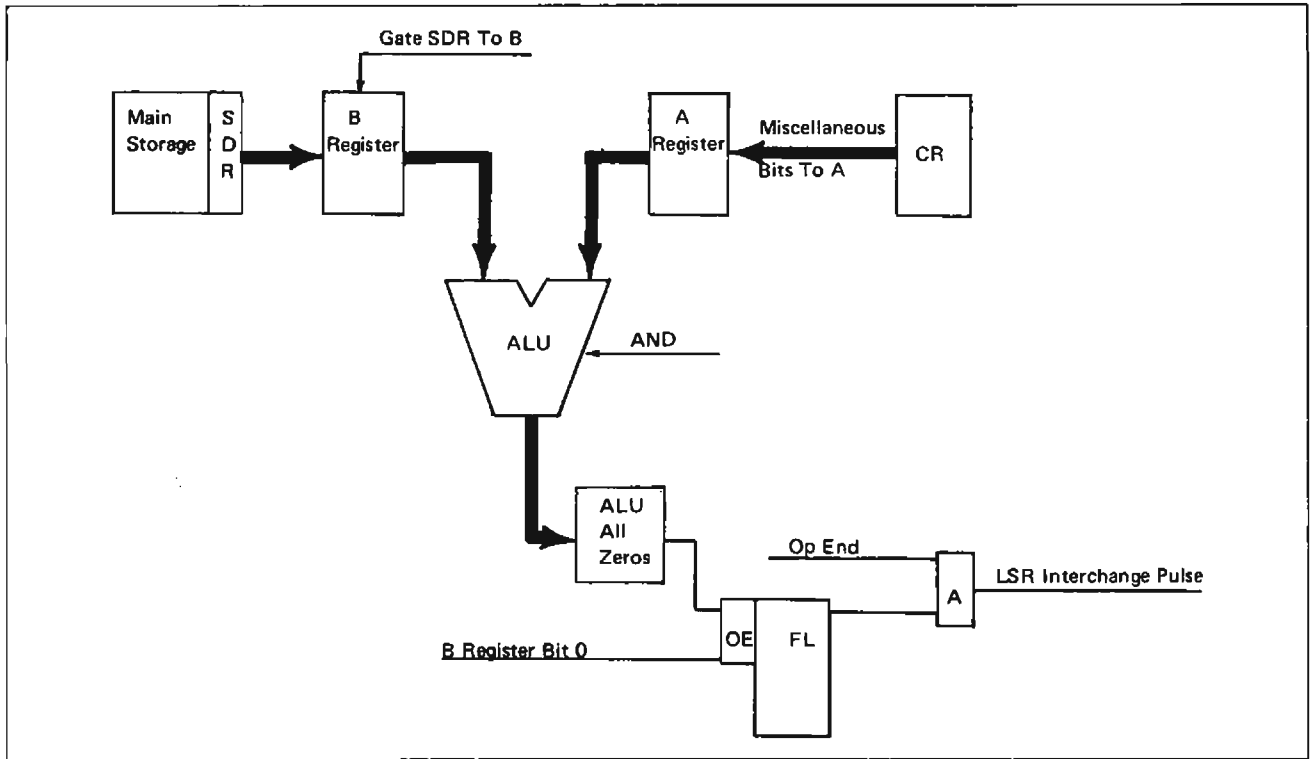 Gate SDR To B
Main
Storage
S
D
R
B
Register
A
Register
Miscellaneous
Bits To A
CR
ALU
AND
ALU
All
Zeros
Op End
A
LSR Interchange Pulse
OE
FL
B Register Bit 0